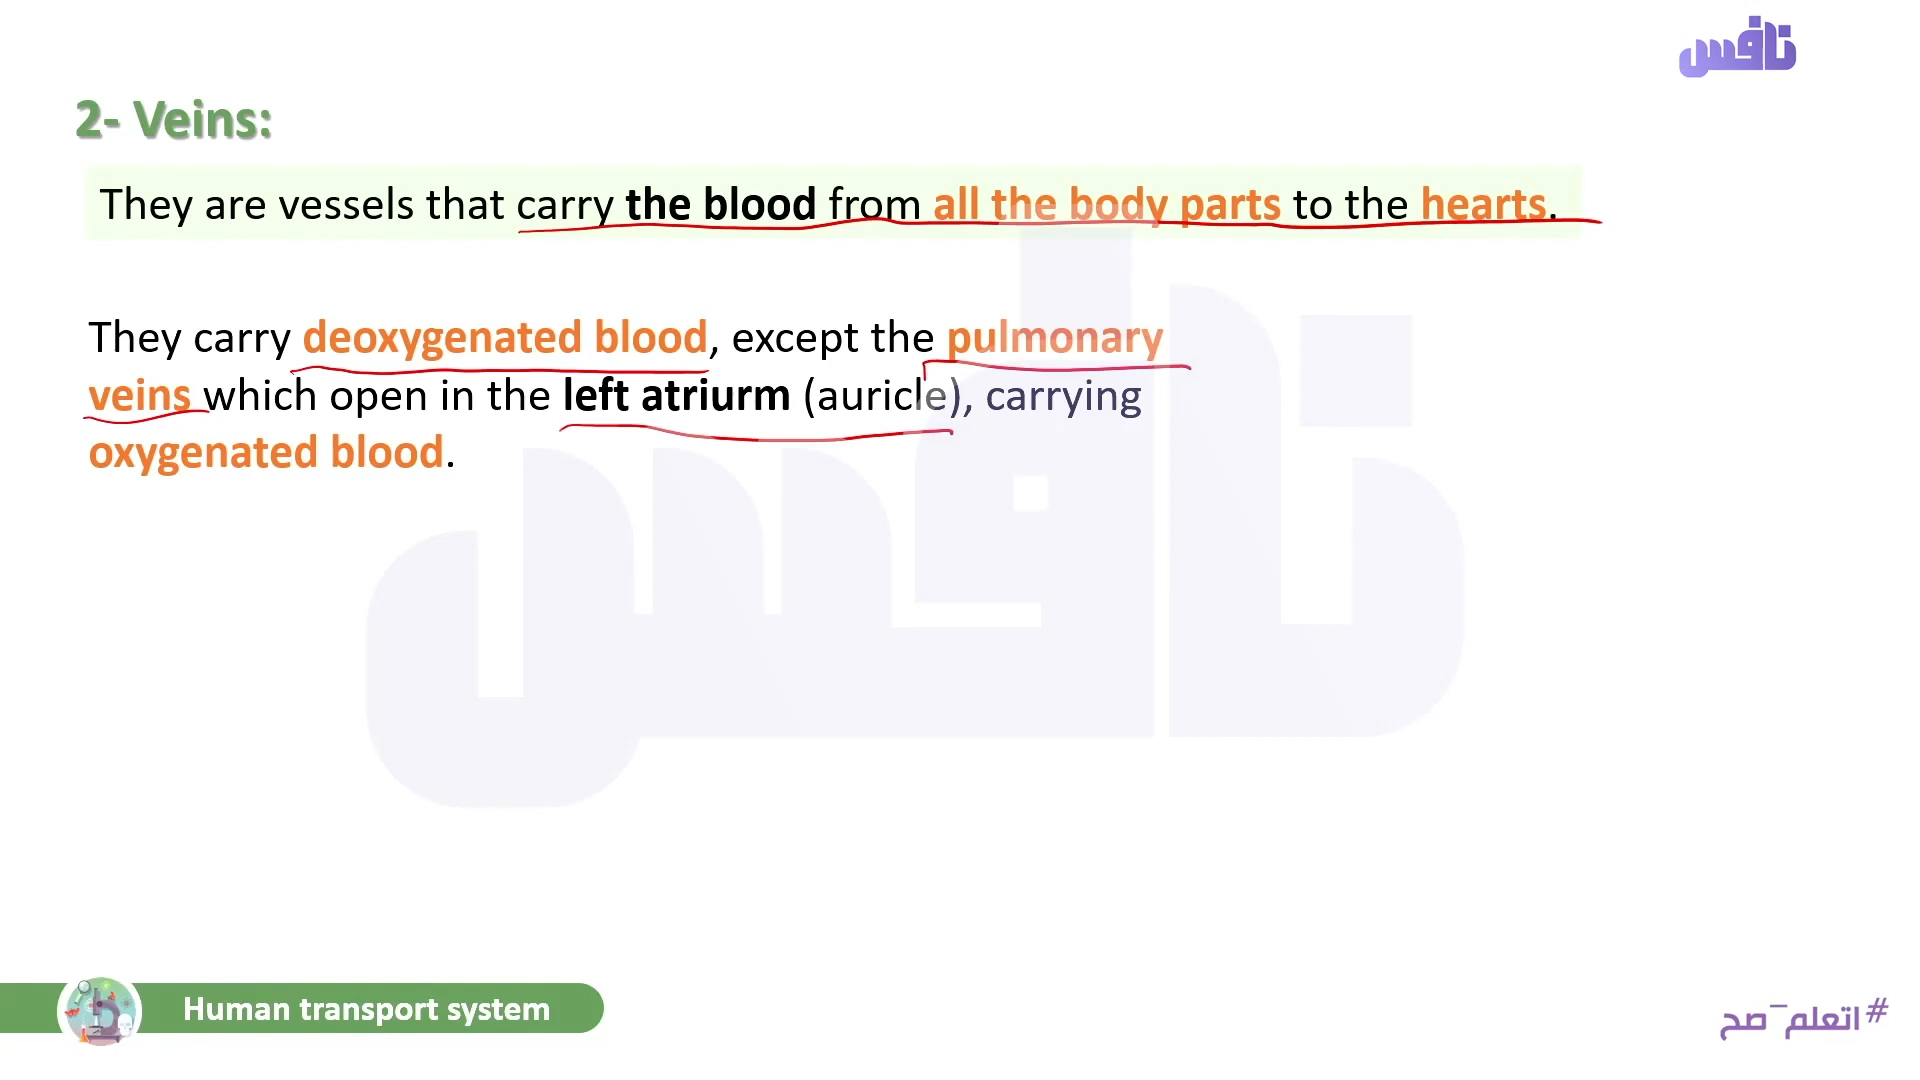 نافس
2- Veins:
They are vessels that carry the blood from all the body parts to the hearts.
They carry deoxygenated blood, except the pulmonary
veins which open in the left atriurm (auricle), carrying
oxygenated blood.
نافس
Human transport system
#اتعلم_صح